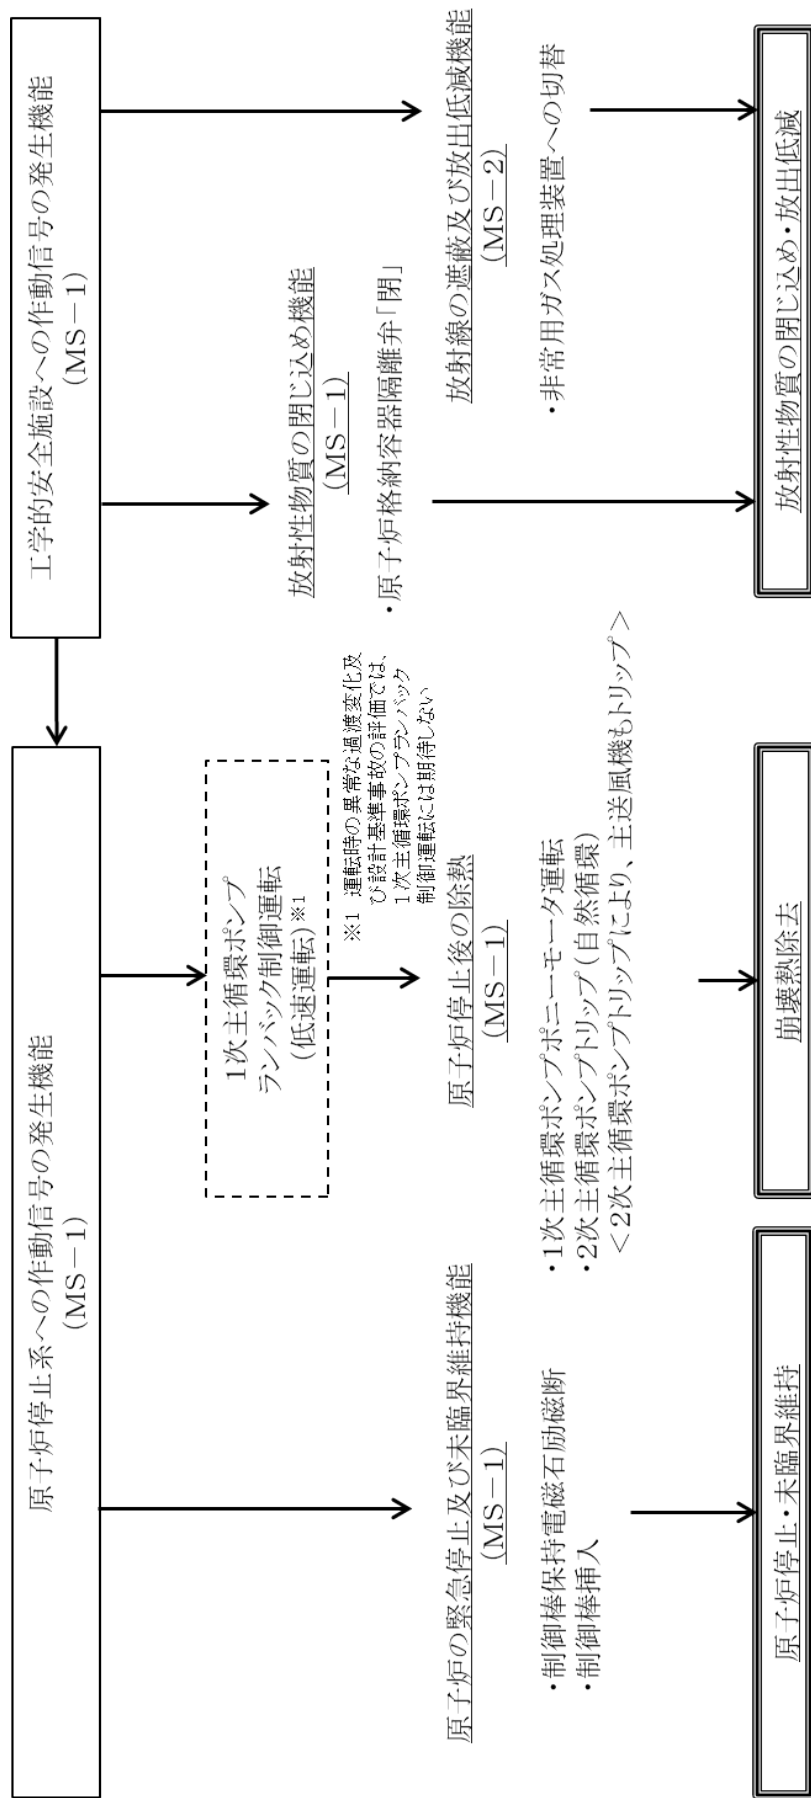 原子炉停止系への作動信号の発生機能
(MS-1)
工学的安全施設への作動信号の発生機能
(MS-1)
1次主循環ポンプ
ランバック制御運転
(低速運転)※1
※1 運転時の異常な過渡変化及
び設計基準事故の評価では、
1次主循環ポンプランバック
制御運転には期待しない
原子炉の緊急停止及び未臨界維持機能
(MS-1)
・制御棒保持電磁石励磁断
・制御棒挿入
原子炉停止後の除熱
(MS-1)
・1次主循環ポンプポニーモータ運転
・2次主循環ポンプトリップ(自然循環)
<2次主循環ポンプトリップにより、主送風機もトリップ>
放射性物質の閉じ込め機能
(MS-1)
・原子炉格納容器隔離弁「閉」
放射線の遮蔽及び放出低減機能
(MS-2)
・非常用ガス処理装置への切替
原子炉停止・未臨界維持
崩壊熱除去
放射性物質の閉じ込め・放出低減